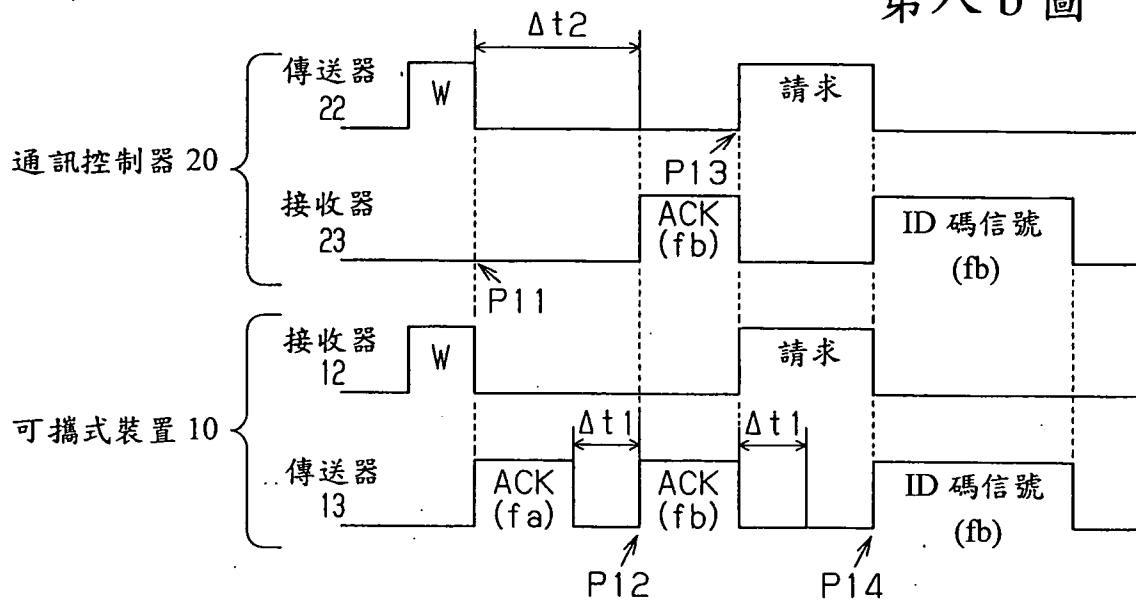 第八 b 圖
Δt2
傳送器
22
W
請求
通訊控制器 20
P13
接收器
23
ACK
(fb)
ID 碼信號
(fb)
P11
接收器
12
W
請求
可攜式裝置 10
Δt1
Δt1
傳送器
13
ACK
(fa)
ACK
(fb)
ID 碼信號
(fb)
P12
P14